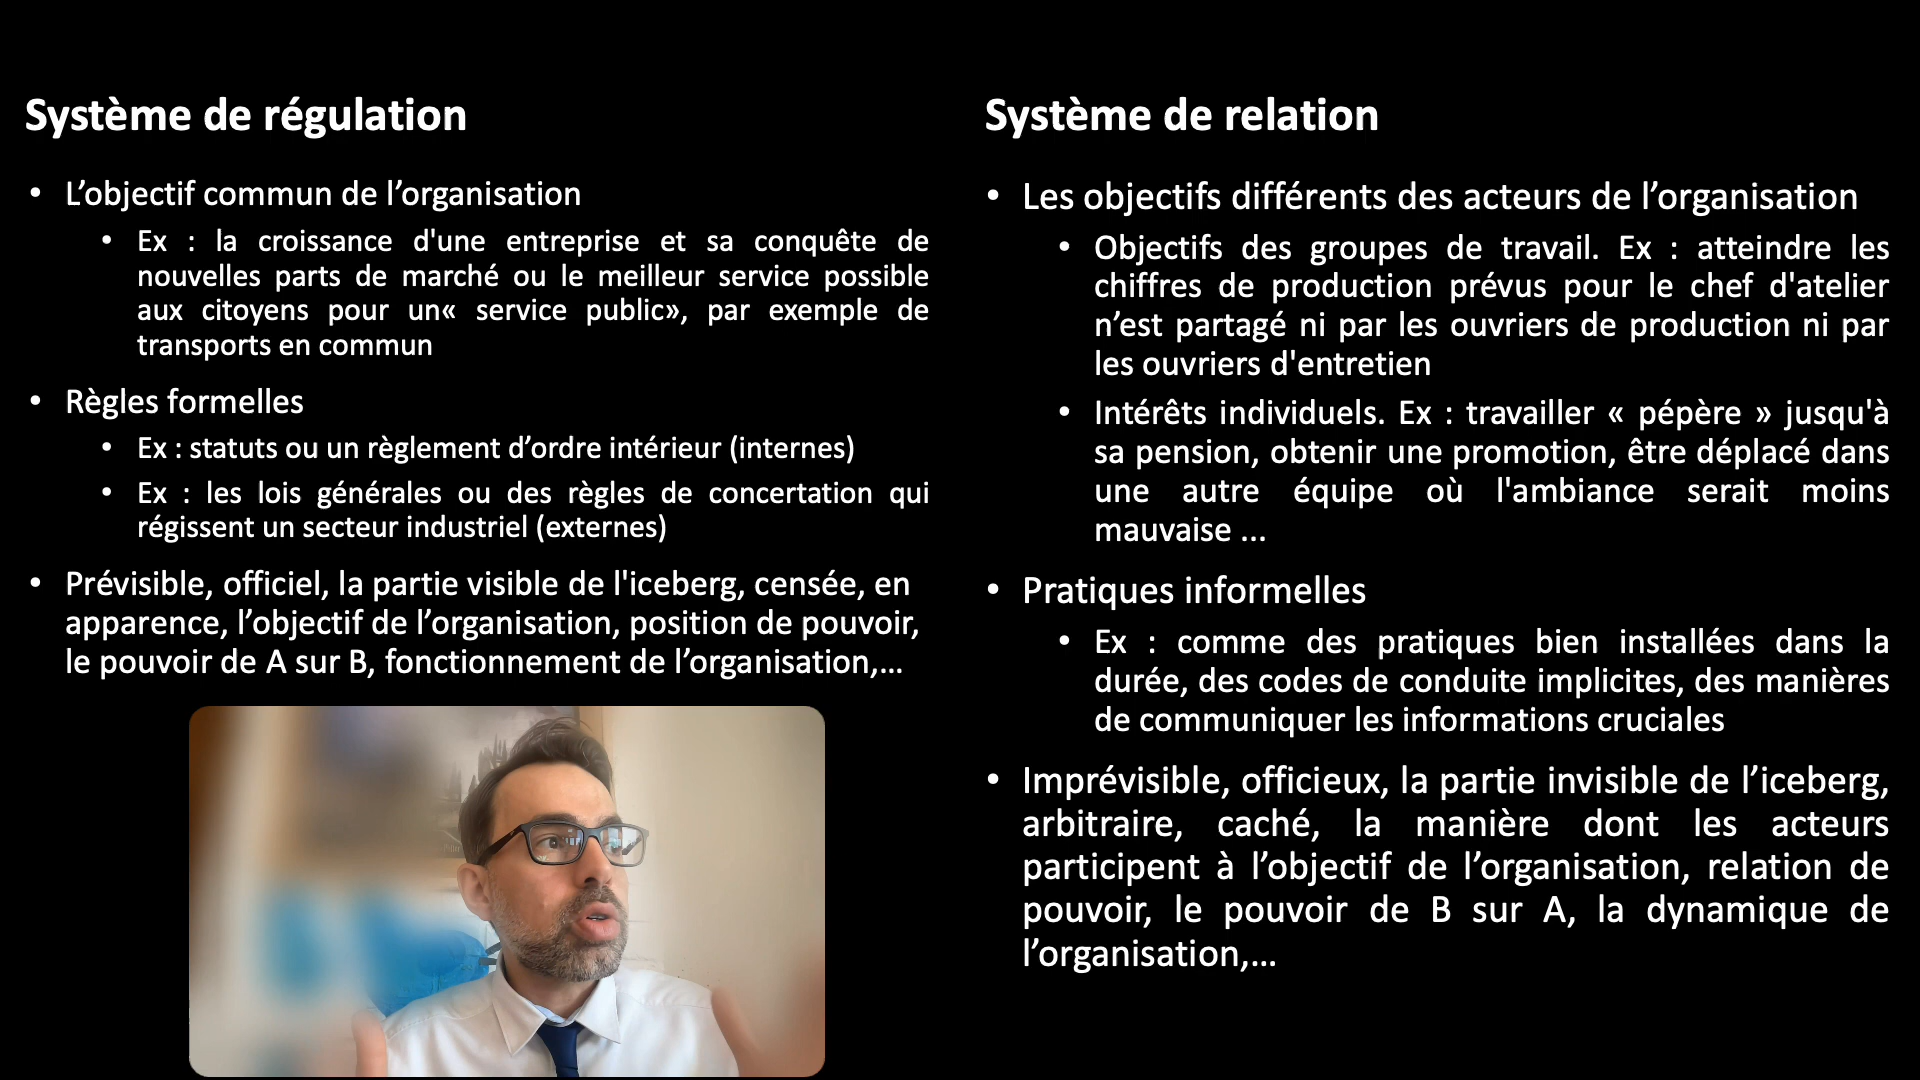 Système de régulation
• L’objectif commun de l’organisation
• Ex : la croissance d'une entreprise et sa conquête de
nouvelles parts de marché ou le meilleur service possible
aux citoyens pour un« service public», par exemple de
transports en commun
• Règles formelles
• Ex : statuts ou un règlement d’ordre intérieur (internes)
• Ex : les lois générales ou des règles de concertation qui
régissent un secteur industriel (externes)
• Prévisible, officiel, la partie visible de l'iceberg, censée, en
apparence, l’objectif de l’organisation, position de pouvoir,
le pouvoir de A sur B, fonctionnement de l’organisation,...
Système de relation
• Les objectifs différents des acteurs de l’organisation
• Objectifs des groupes de travail. Ex : atteindre les
chiffres de production prévus pour le chef d'atelier
n’est partagé ni par les ouvriers de production ni par
les ouvriers d'entretien
• Intérêts individuels. Ex : travailler « pépère » jusqu'à
sa pension, obtenir une promotion, être déplacé dans
une autre équipe où l'ambiance serait moins
mauvaise ...
• Pratiques informelles
• Ex : comme des pratiques bien installées dans la
durée, des codes de conduite implicites, des manières
de communiquer les informations cruciales
• Imprévisible, officieux, la partie invisible de l’iceberg,
arbitraire, caché, la manière dont les acteurs
participent à l’objectif de l’organisation, relation de
pouvoir, le pouvoir de B sur A, la dynamique de
l’organisation,...